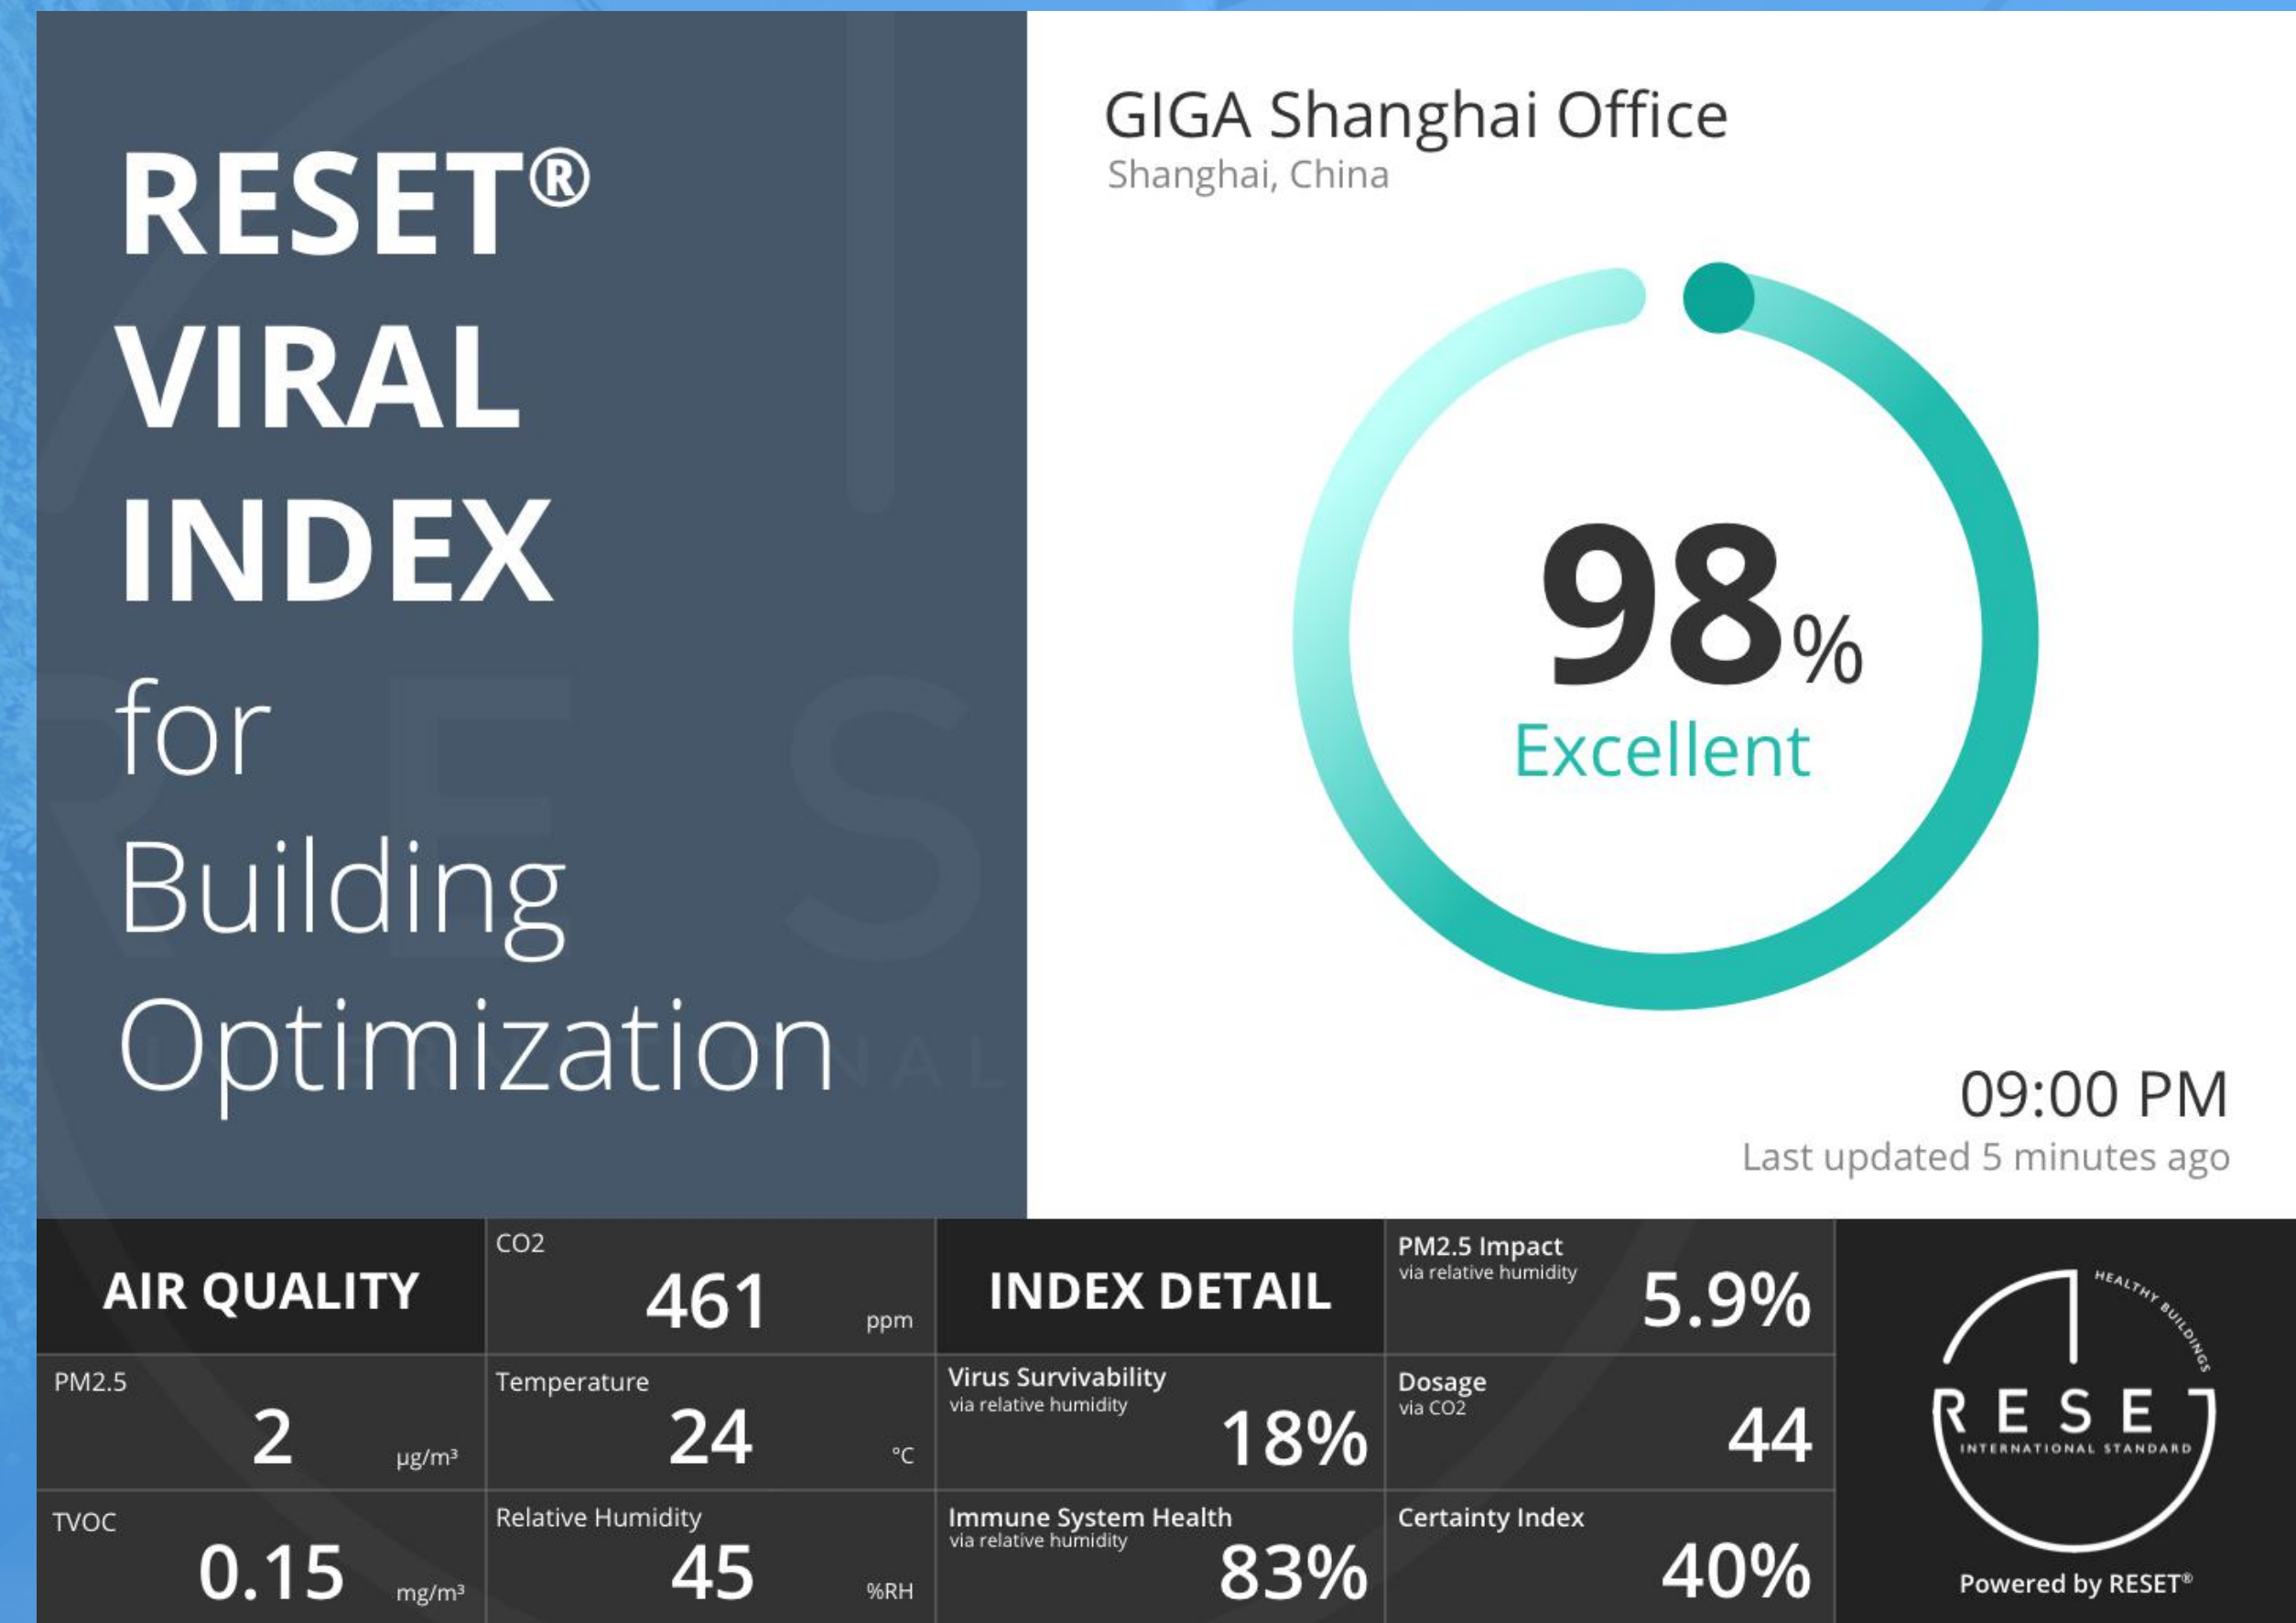 RESET®
VIRAL
INDEX
for
Building
Optimization
GIGA Shanghai Office
Shanghai, China
98%
Excellent
09:00 PM
Last updated 5 minutes ago
AIR QUALITY
CO2
461 ppm
PM2.5
2 µg/m³
Temperature
24 °C
TVOC
0.15 mg/m³
Relative Humidity
45 %RH
INDEX DETAIL
PM2.5 Impact
via relative humidity
5.9%
Virus Survivability
via relative humidity
18%
Dosage
via CO2
44
Immune System Health
via relative humidity
83%
Certainty Index
40%
HEALTHY BUILDINGS
RESET
INTERNATIONAL STANDARD
Powered by RESET®